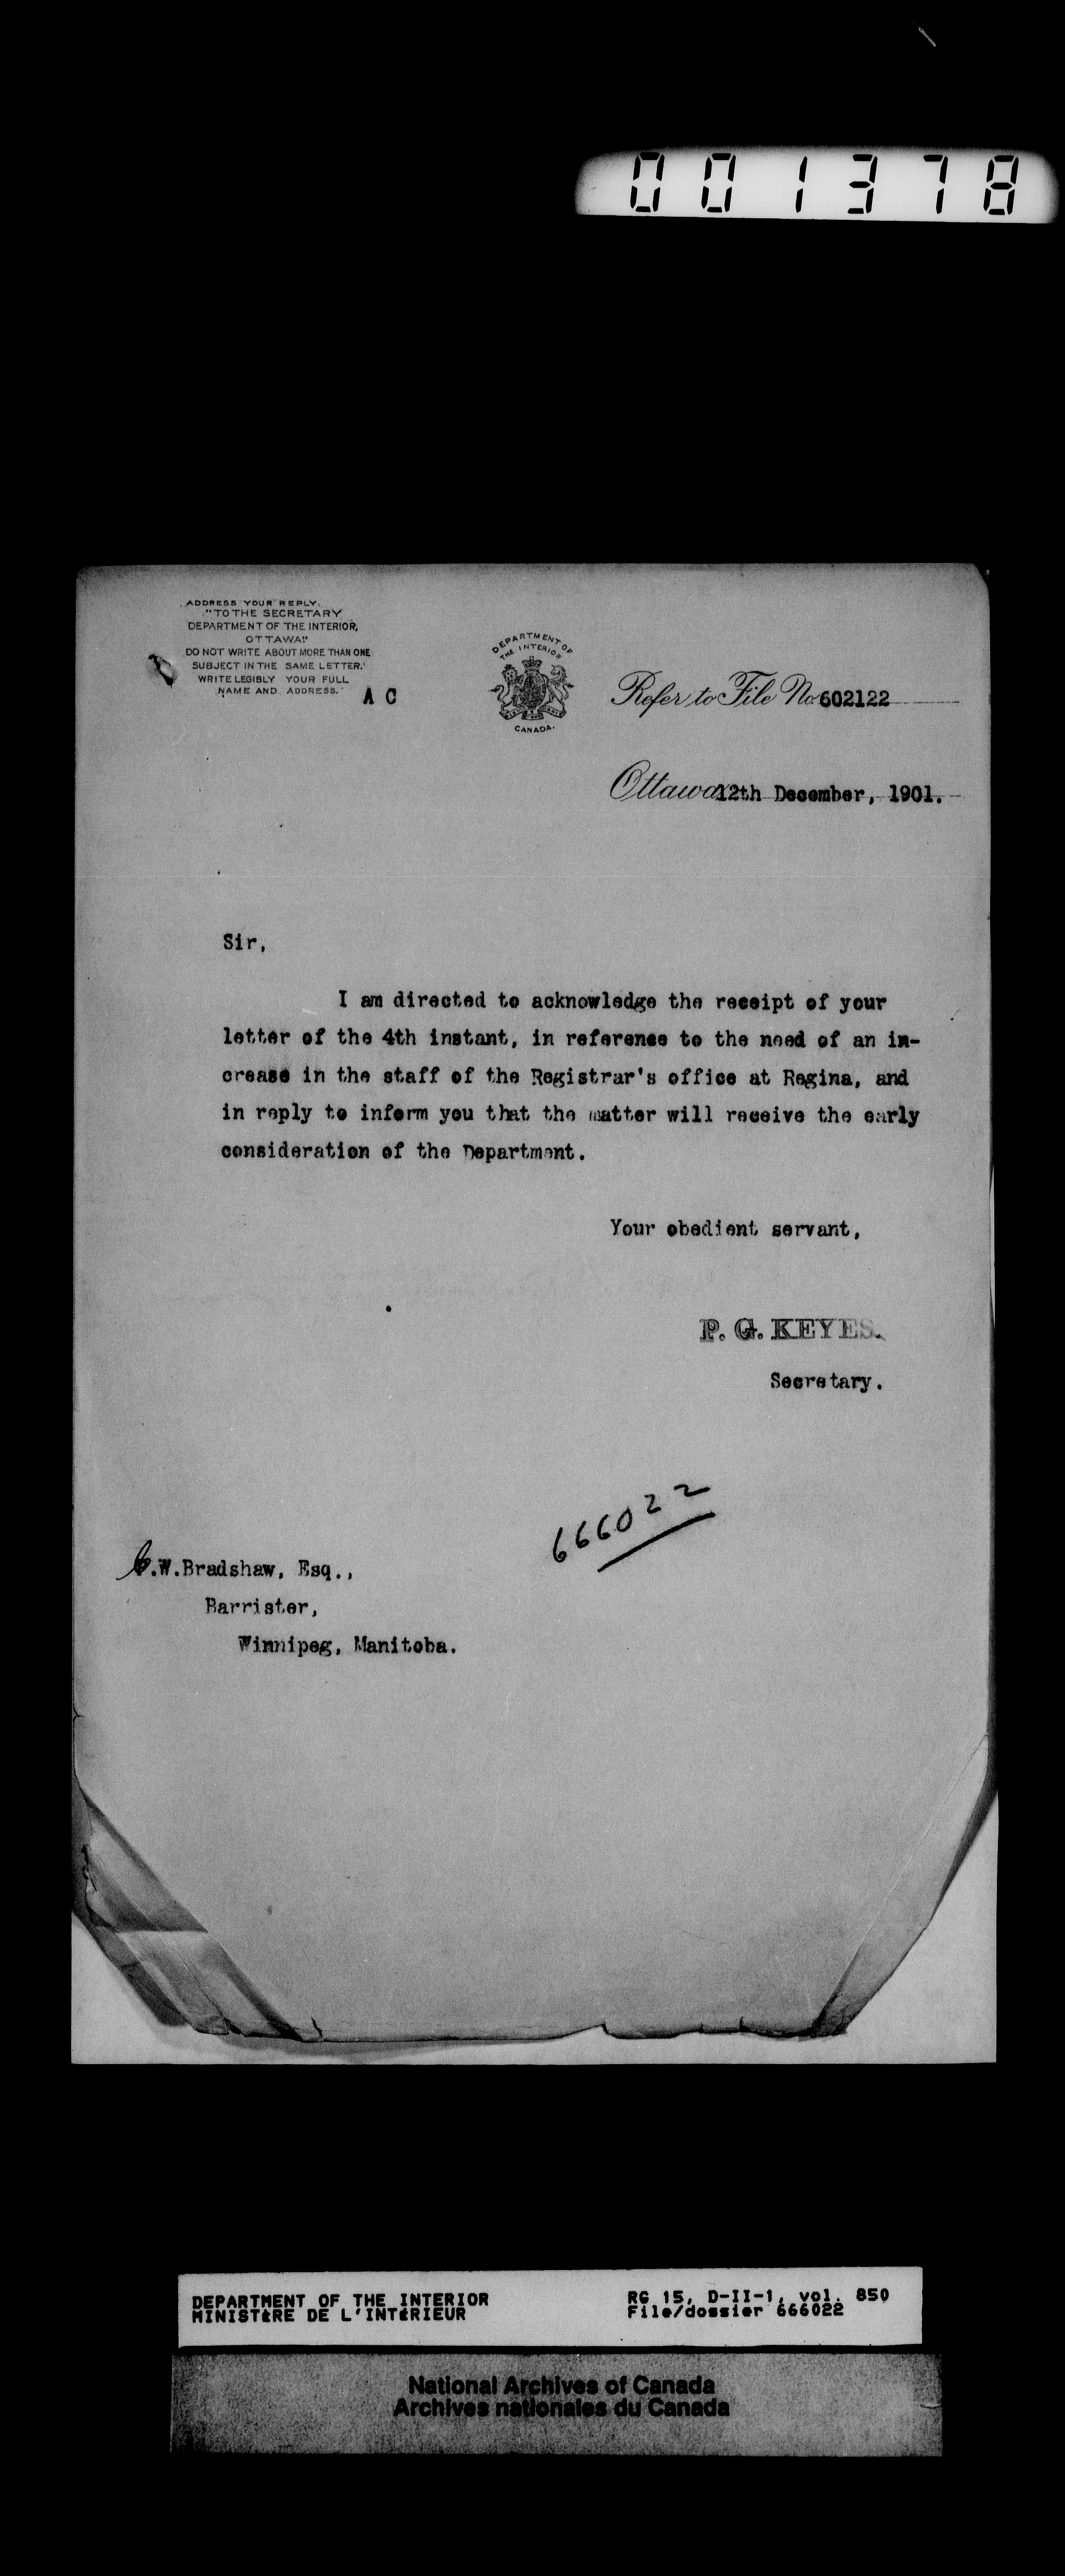 001378
ADDRESS YOUR REPLY.
"TO THE SECRETARY
DEPARTMENT OF THE INTERIOR,
OTTAWA."
DO NOT WRITE ABOUT MORE THAN ONE
SUBJECT IN THE SAME LETTER.
WRITE LEGIBLY YOUR FULL
NAME AND ADDRESS.
A C
DEPARTMENT OF
THE INTERIOR
CANADA.
Refer to File No 602122
Ottawa 12th December, 1901.
Sir,
I am directed to acknowledge the receipt of your
letter of the 4th instant, in reference to the need of an in-
crease in the staff of the Registrar's office at Regina, and
in reply to inform you that the matter will receive the early
consideration of the Department.
Your obedient servant,
P. G. KEYES.
Secretary.
666022
.W.Bradshaw, Esq.,
Barrister,
Winnipeg, Manitoba.
DEPARTMENT OF THE INTERIOR
MINISTÈRE DE L'INTÉRIEUR
RG 15, D-II-1, vol. 850
File/dossier 666022
National Archives of Canada
Archives nationales du Canada